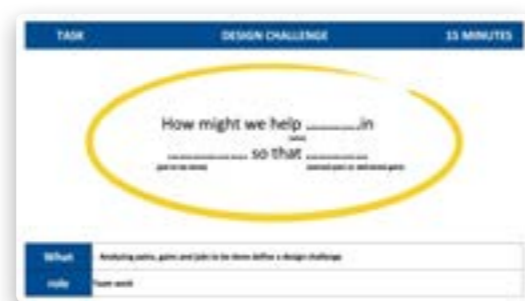 TASK DESIGN CHALLENGE 15 MINUTES
How might we help ............in
.................. so that ..............
What Analyzing pains, gains and jobs to be done define a design challenge
note Team work